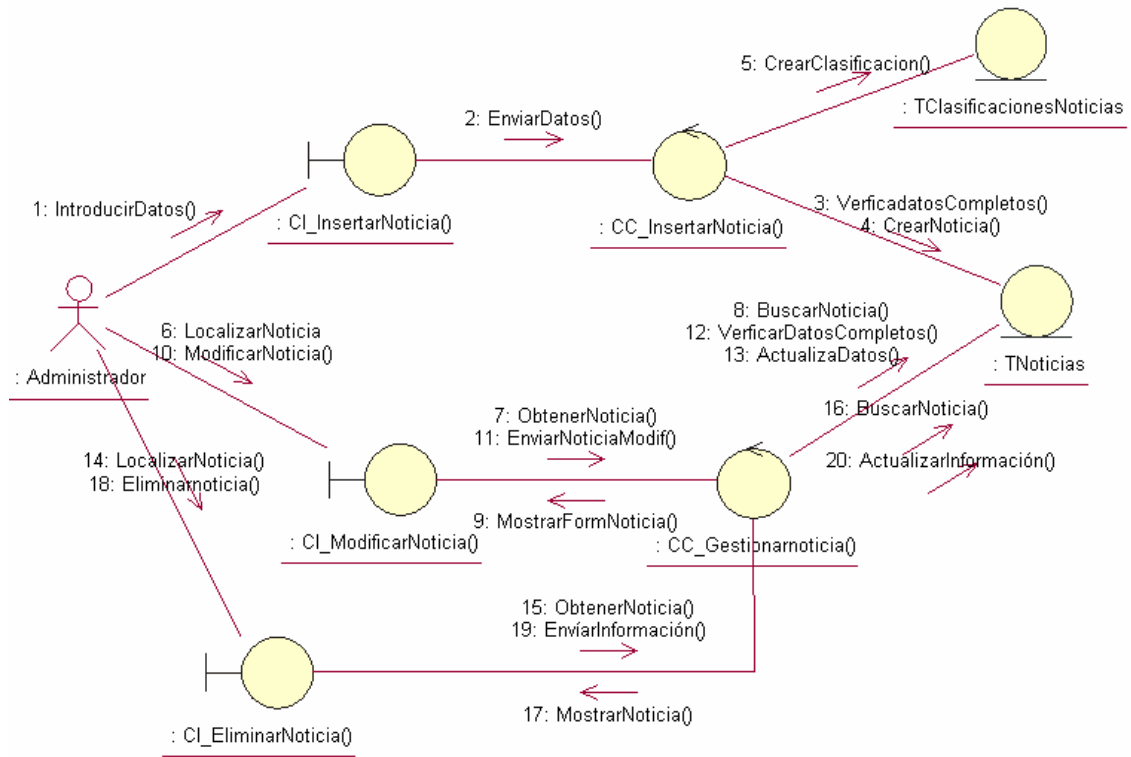 5: CrearClasificacion()
: TClasificacionesNoticias
2: EnviarDatos()
1: IntroducirDatos()
: CI_InsertarNoticia()
: CC_InsertarNoticia()
3: VerficadatosCompletos()
4: CrearNoticia()
6: LocalizarNoticia
10: ModificarNoticia()
: Administrador
8: BuscarNoticia()
12: VerficarDatosCompletos()
13: ActualizaDatos()
: TNoticias
7: ObtenerNoticia()
11: EnviarNoticiaModif()
16: BuscarNoticia()
20: ActualizarInformación()
14: LocalizarNoticia()
18: Eliminarnoticia()
9: MostrarFormNoticia()
: CI_ModificarNoticia()
: CC_Gestionarnoticia()
15: ObtenerNoticia()
19: EnvíarInformación()
17: MostrarNoticia()
: CI_EliminarNoticia()